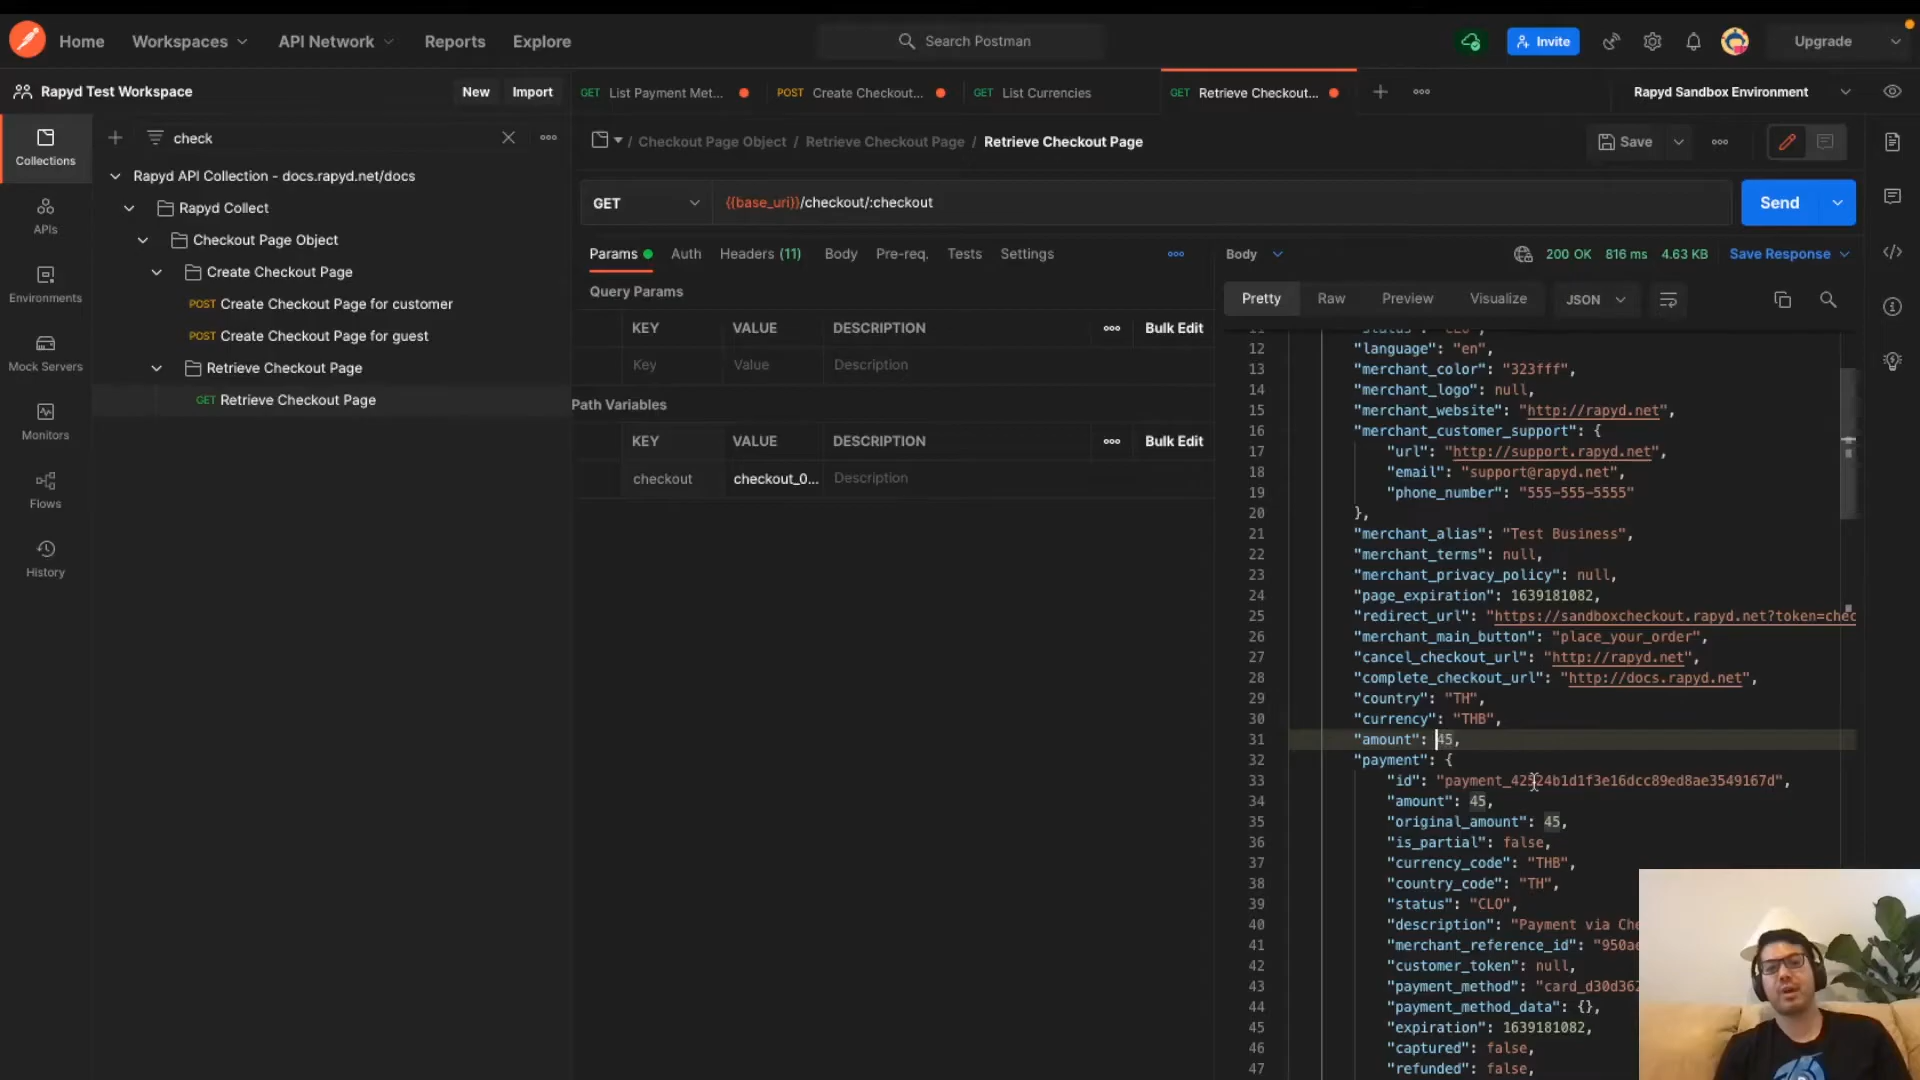 Home
Workspaces
API Network
Reports
Explore
Search Postman
Invite
Upgrade
Rapyd Test Workspace
New
Import
GET List Payment Met...
POST Create Checkout...
GET List Currencies
GET Retrieve Checkout...
Rapyd Sandbox Environment
Collections
APIs
Environments
Mock Servers
Monitors
Flows
History
check
Rapyd API Collection - docs.rapyd.net/docs
Rapyd Collect
Checkout Page Object
Create Checkout Page
POST Create Checkout Page for customer
POST Create Checkout Page for guest
Retrieve Checkout Page
GET Retrieve Checkout Page
/ Checkout Page Object / Retrieve Checkout Page / Retrieve Checkout Page
Save
GET
{{base_uri}}/checkout/:checkout
Send
Params
Auth
Headers (11)
Body
Pre-req.
Tests
Settings
Query Params
KEY VALUE DESCRIPTION Bulk Edit
Key Value Description
Path Variables
KEY VALUE DESCRIPTION Bulk Edit
checkout checkout_0... Description
Body
200 OK 816 ms 4.63 KB Save Response
Pretty Raw Preview Visualize JSON
12 "language": "en",
13 "merchant_color": "323fff",
14 "merchant_logo": null,
15 "merchant_website": "http://rapyd.net",
16 "merchant_customer_support": {
17 "url": "http://support.rapyd.net",
18 "email": "support@rapyd.net",
19 "phone_number": "555-555-5555"
20 },
21 "merchant_alias": "Test Business",
22 "merchant_terms": null,
23 "merchant_privacy_policy": null,
24 "page_expiration": 1639181082,
25 "redirect_url": "https://sandboxcheckout.rapyd.net?token=chec
26 "merchant_main_button": "place_your_order",
27 "cancel_checkout_url": "http://rapyd.net",
28 "complete_checkout_url": "http://docs.rapyd.net",
29 "country": "TH",
30 "currency": "THB",
31 "amount": 45,
32 "payment": {
33 "id": "payment_42524b1d1f3e16dcc89ed8ae3549167d",
34 "amount": 45,
35 "original_amount": 45,
36 "is_partial": false,
37 "currency_code": "THB",
38 "country_code": "TH",
39 "status": "CLO",
40 "description": "Payment via Che
41 "merchant_reference_id": "950ae
42 "customer_token": null,
43 "payment_method": "card_d30d362
44 "payment_method_data": {},
45 "expiration": 1639181082,
46 "captured": false,
47 "refunded": false,